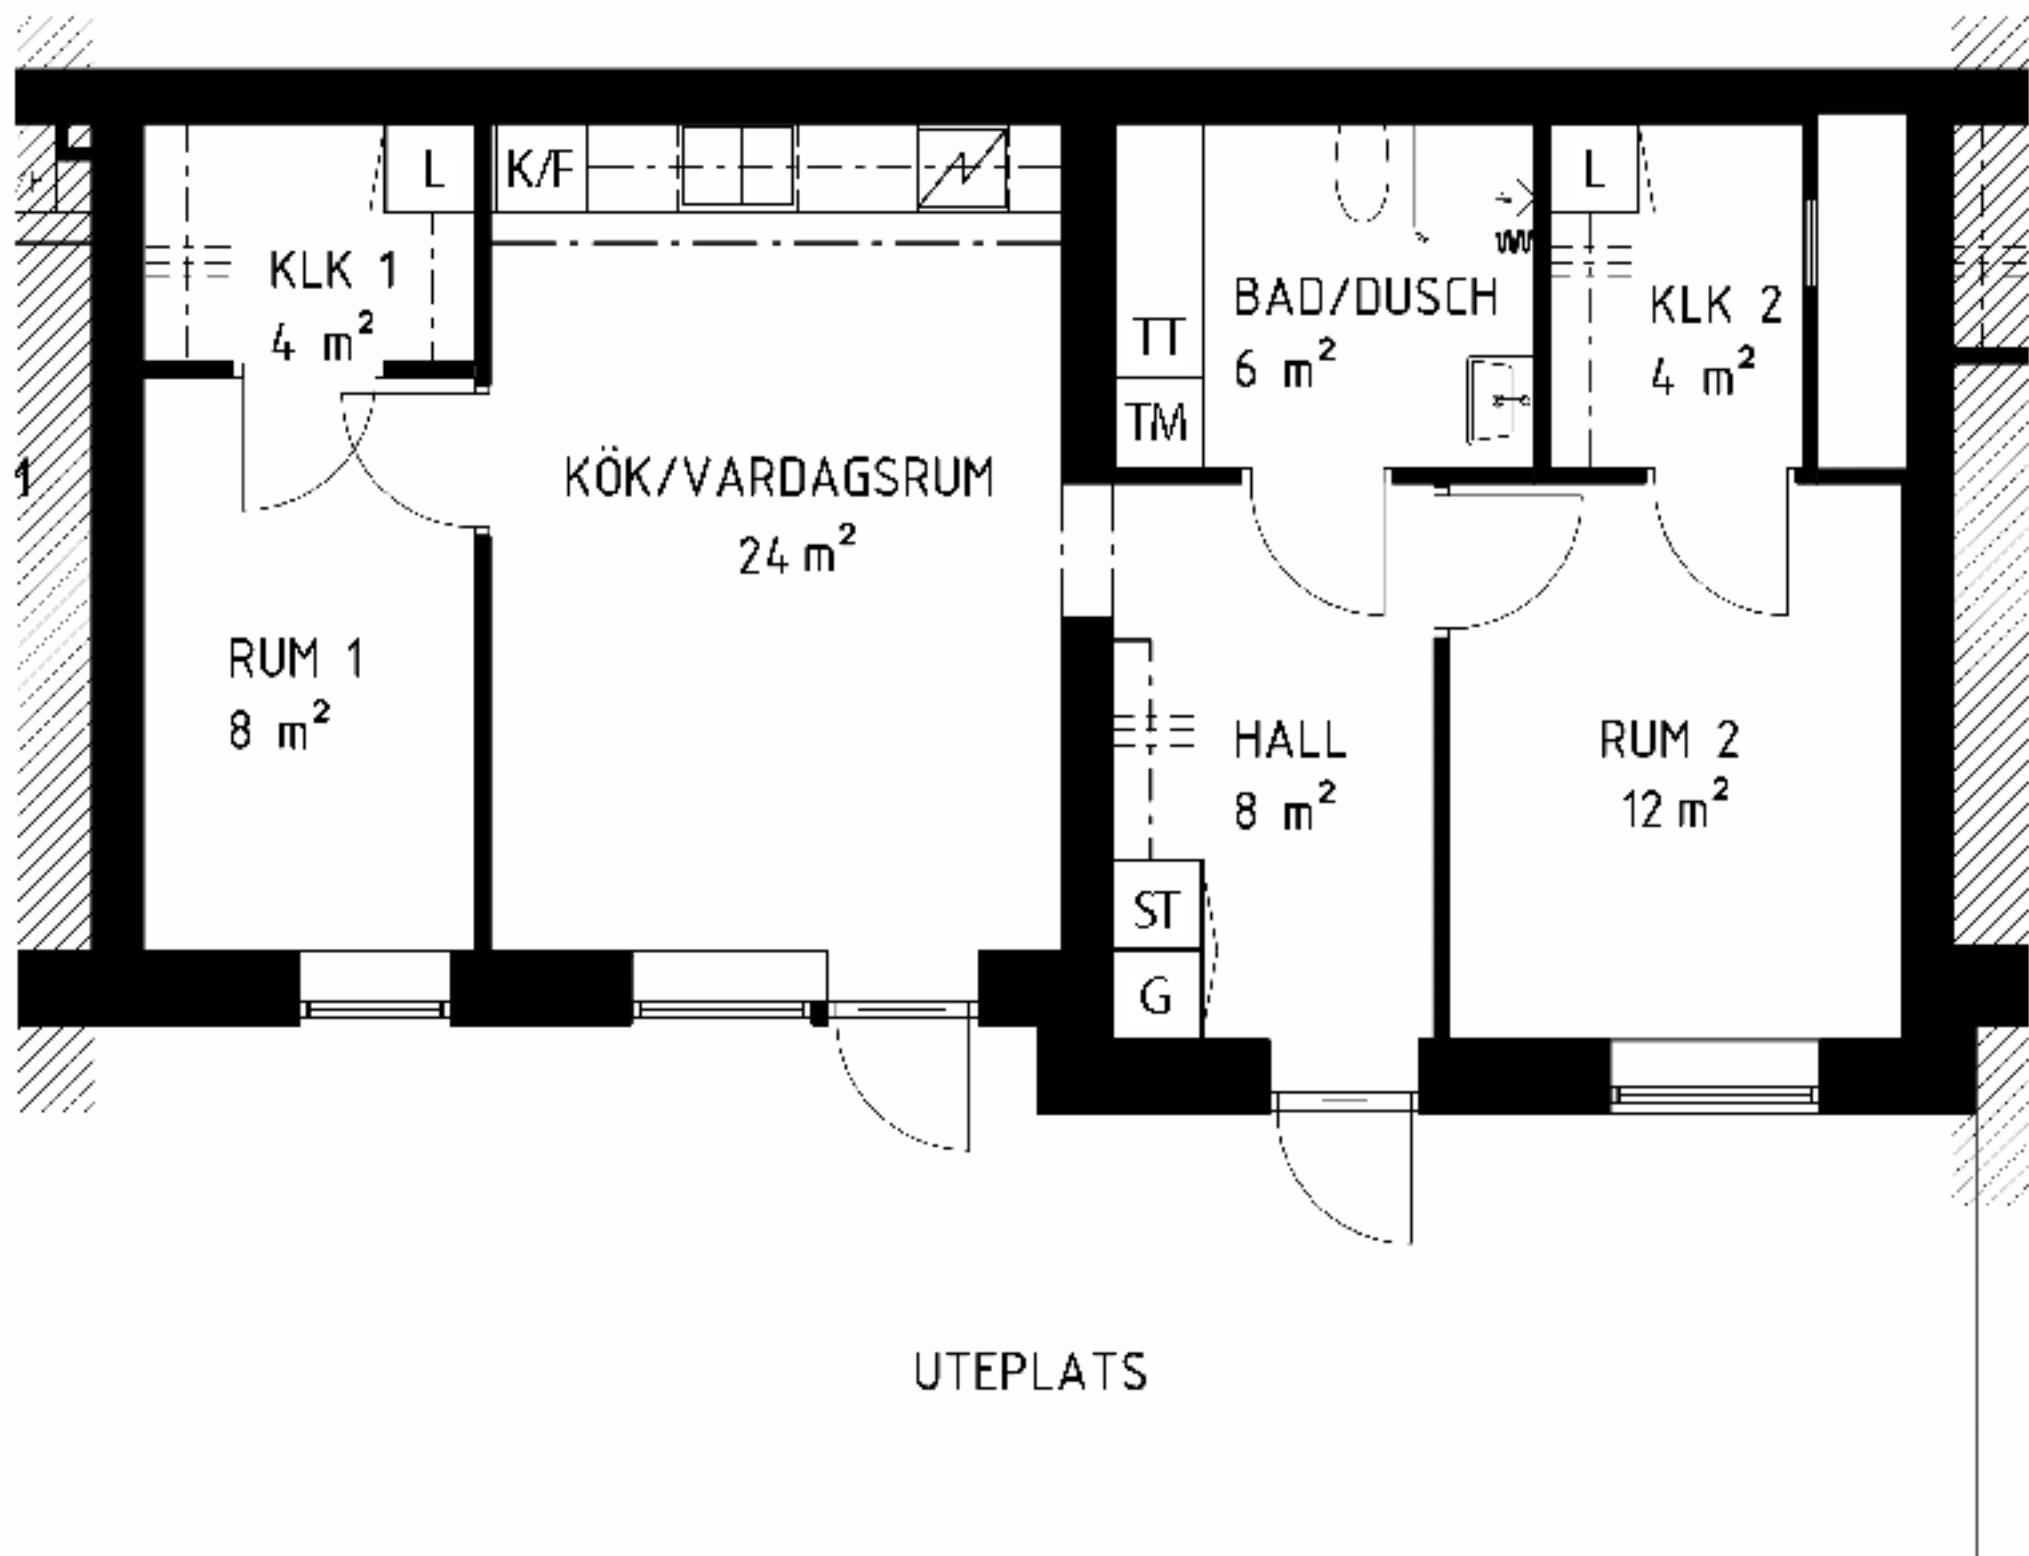 L
K/F
L
KLK 1
4 m²
BAD/DUSCH
6 m²
KLK 2
4 m²
TT
TM
1
KÖK/VARDAGSRUM
24 m²
RUM 1
8 m²
HALL
8 m²
RUM 2
12 m²
ST
G
UTEPLATS